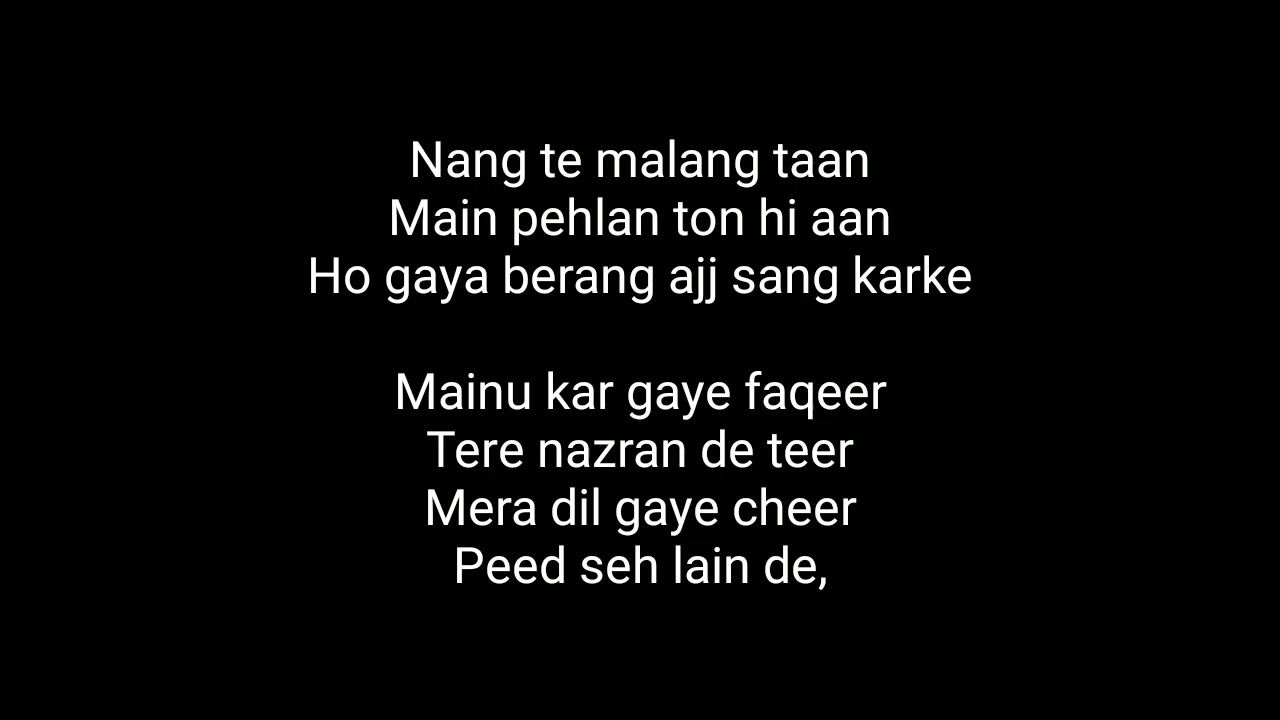 Nang te malang taan
Main pehlan ton hi aan
Ho gaya berang ajj sang karke
Mainu kar gaye faqeer
Tere nazran de teer
Mera dil gaye cheer
Peed seh lain de,